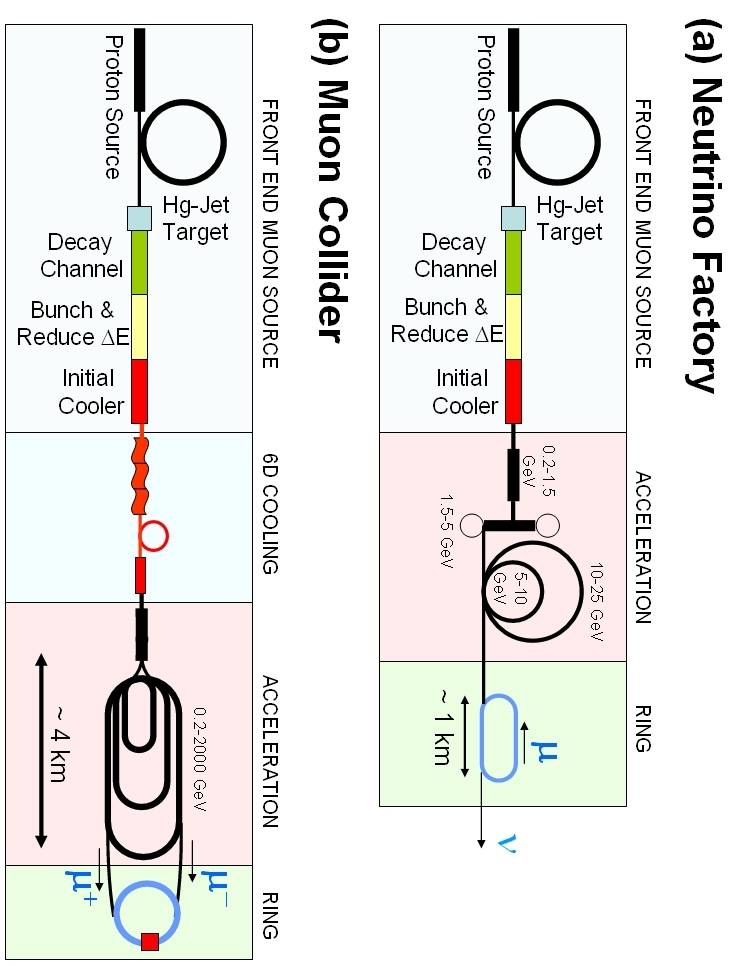 (a) Neutrino Factory
FRONT END MUON SOURCE
ACCELERATION
RING
Proton Source
Hg-Jet
Target
Decay
Channel
Bunch &
Reduce ΔE
Initial
Cooler
0.2-1.5
GeV
1.5-5 GeV
5-10
GeV
10-25 GeV
~ 1 km
μ
ν
(b) Muon Collider
FRONT END MUON SOURCE
6D COOLING
ACCELERATION
RING
Proton Source
Hg-Jet
Target
Decay
Channel
Bunch &
Reduce ΔE
Initial
Cooler
0.2-2000 GeV
~ 4 km
μ⁻
μ⁺